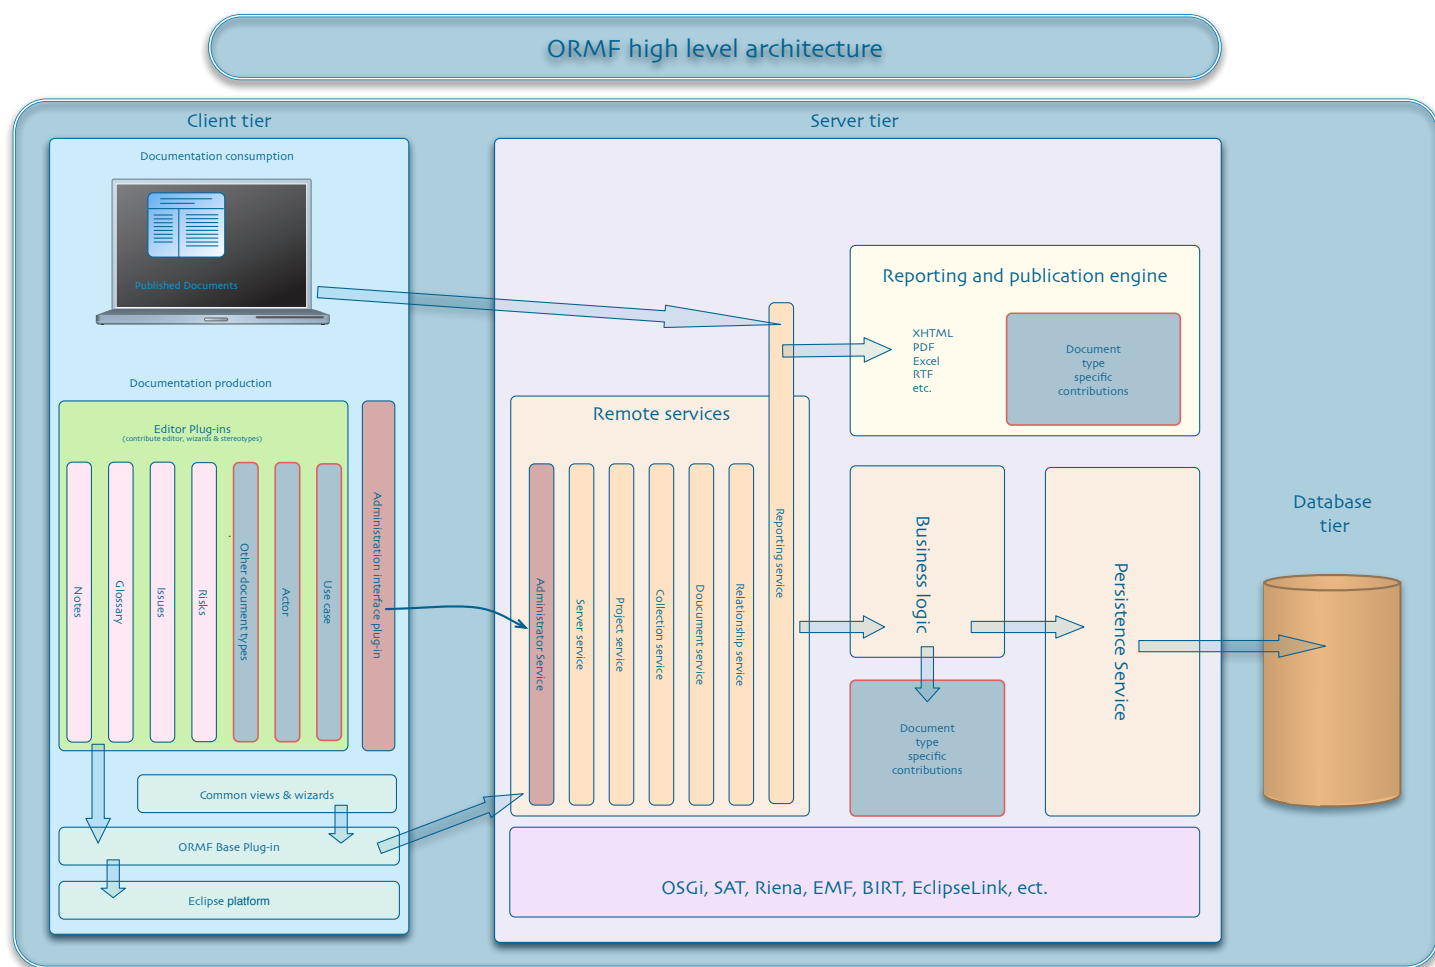 ORMF high level architecture
Client tier
Server tier
Documentation consumption
Published Documents
Documentation production
Editor Plug-ins
(contribute editor, wizards & stereotypes)
Notes
Glossary
Issues
Risks
Other document types
Actor
Use case
Administration interface plug-in
Common views & wizards
ORMF Base Plug-in
Eclipse platform
Remote services
Administrator Service
Server service
Project service
Collection service
Doucument service
Relationship service
Reporting service
Reporting and publication engine
XHTML
PDF
Excel
RTF
etc.
Document
type
specific
contributions
Business logic
Document
type
specific
contributions
Persistence Service
OSGi, SAT, Riena, EMF, BIRT, EclipseLink, ect.
Database
tier